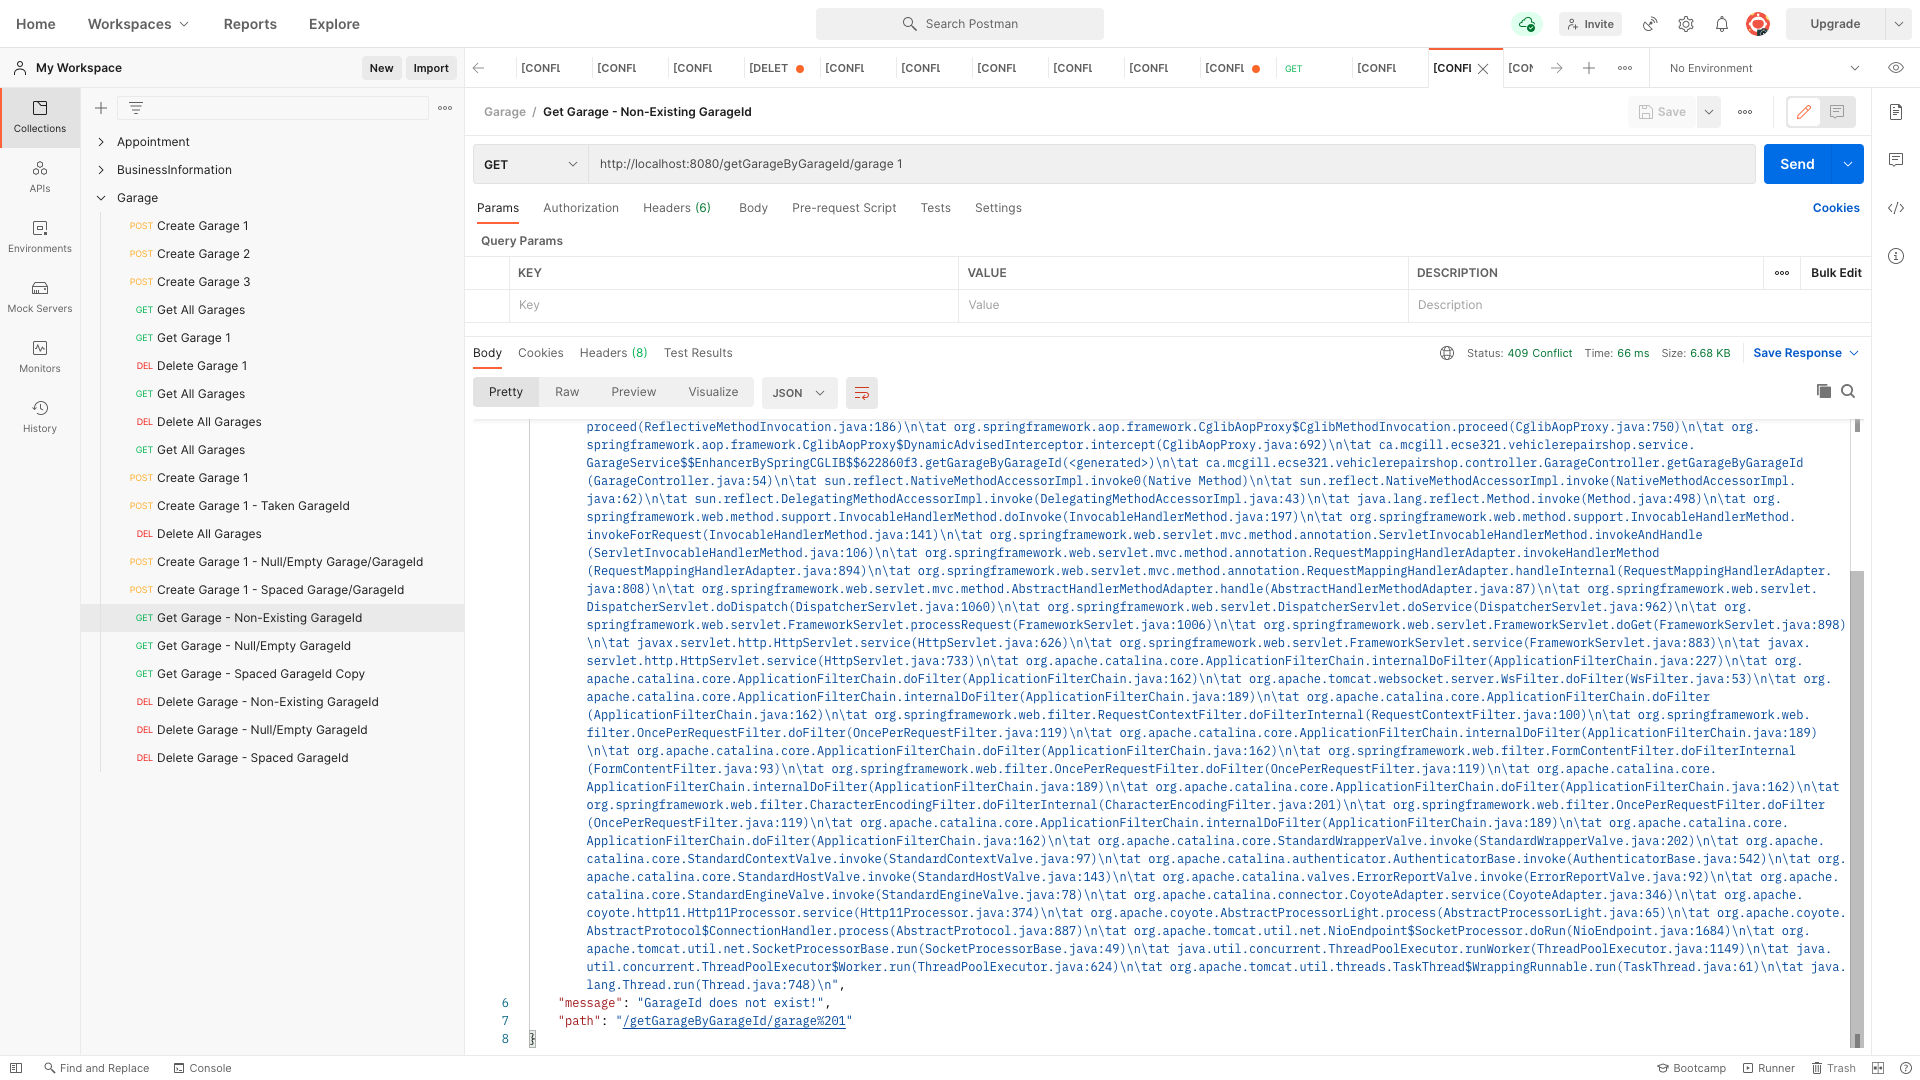 Home
Workspaces
Reports
Explore
Search Postman
Invite
Upgrade
My Workspace
New
Import
[CONFL
[CONFL
[CONFL
[DELET
[CONFL
[CONFL
[CONFL
[CONFL
[CONFL
[CONFL
GET
[CONFL
[CONFI
[CON
No Environment
Collections
APIs
Environments
Mock Servers
Monitors
History
Appointment
BusinessInformation
Garage
POST Create Garage 1
POST Create Garage 2
POST Create Garage 3
GET Get All Garages
GET Get Garage 1
DEL Delete Garage 1
GET Get All Garages
DEL Delete All Garages
GET Get All Garages
POST Create Garage 1
POST Create Garage 1 - Taken GarageId
DEL Delete All Garages
POST Create Garage 1 - Null/Empty Garage/GarageId
POST Create Garage 1 - Spaced Garage/GarageId
GET Get Garage - Non-Existing GarageId
GET Get Garage - Null/Empty GarageId
GET Get Garage - Spaced GarageId Copy
DEL Delete Garage - Non-Existing GarageId
DEL Delete Garage - Null/Empty GarageId
DEL Delete Garage - Spaced GarageId
Garage / Get Garage - Non-Existing GarageId
Save
GET
http://localhost:8080/getGarageByGarageId/garage 1
Send
Params
Authorization
Headers (6)
Body
Pre-request Script
Tests
Settings
Cookies
Query Params
KEY
VALUE
DESCRIPTION
Bulk Edit
Key
Value
Description
Body
Cookies
Headers (8)
Test Results
Status: 409 Conflict
Time: 66 ms
Size: 6.68 KB
Save Response
Pretty
Raw
Preview
Visualize
JSON
proceed(ReflectiveMethodInvocation.java:186)\n\tat org.springframework.aop.framework.CglibAopProxy$CglibMethodInvocation.proceed(CglibAopProxy.java:750)\n\tat org.
springframework.aop.framework.CglibAopProxy$DynamicAdvisedInterceptor.intercept(CglibAopProxy.java:692)\n\tat ca.mcgill.ecse321.vehiclerepairshop.service.
GarageService$$EnhancerBySpringCGLIB$$622860f3.getGarageByGarageId(<generated>)\n\tat ca.mcgill.ecse321.vehiclerepairshop.controller.GarageController.getGarageByGarageId
(GarageController.java:54)\n\tat sun.reflect.NativeMethodAccessorImpl.invoke0(Native Method)\n\tat sun.reflect.NativeMethodAccessorImpl.invoke(NativeMethodAccessorImpl.
java:62)\n\tat sun.reflect.DelegatingMethodAccessorImpl.invoke(DelegatingMethodAccessorImpl.java:43)\n\tat java.lang.reflect.Method.invoke(Method.java:498)\n\tat org.
springframework.web.method.support.InvocableHandlerMethod.doInvoke(InvocableHandlerMethod.java:197)\n\tat org.springframework.web.method.support.InvocableHandlerMethod.
invokeForRequest(InvocableHandlerMethod.java:141)\n\tat org.springframework.web.servlet.mvc.method.annotation.ServletInvocableHandlerMethod.invokeAndHandle
(ServletInvocableHandlerMethod.java:106)\n\tat org.springframework.web.servlet.mvc.method.annotation.RequestMappingHandlerAdapter.invokeHandlerMethod
(RequestMappingHandlerAdapter.java:894)\n\tat org.springframework.web.servlet.mvc.method.annotation.RequestMappingHandlerAdapter.handleInternal(RequestMappingHandlerAdapter.
java:808)\n\tat org.springframework.web.servlet.mvc.method.AbstractHandlerMethodAdapter.handle(AbstractHandlerMethodAdapter.java:87)\n\tat org.springframework.web.servlet.
DispatcherServlet.doDispatch(DispatcherServlet.java:1060)\n\tat org.springframework.web.servlet.DispatcherServlet.doService(DispatcherServlet.java:962)\n\tat org.
springframework.web.servlet.FrameworkServlet.processRequest(FrameworkServlet.java:1006)\n\tat org.springframework.web.servlet.FrameworkServlet.doGet(FrameworkServlet.java:898)
\n\tat javax.servlet.http.HttpServlet.service(HttpServlet.java:626)\n\tat org.springframework.web.servlet.FrameworkServlet.service(FrameworkServlet.java:883)\n\tat javax.
servlet.http.HttpServlet.service(HttpServlet.java:733)\n\tat org.apache.catalina.core.ApplicationFilterChain.internalDoFilter(ApplicationFilterChain.java:227)\n\tat org.
apache.catalina.core.ApplicationFilterChain.doFilter(ApplicationFilterChain.java:162)\n\tat org.apache.tomcat.websocket.server.WsFilter.doFilter(WsFilter.java:53)\n\tat org.
apache.catalina.core.ApplicationFilterChain.internalDoFilter(ApplicationFilterChain.java:189)\n\tat org.apache.catalina.core.ApplicationFilterChain.doFilter
(ApplicationFilterChain.java:162)\n\tat org.springframework.web.filter.RequestContextFilter.doFilterInternal(RequestContextFilter.java:100)\n\tat org.springframework.web.
filter.OncePerRequestFilter.doFilter(OncePerRequestFilter.java:119)\n\tat org.apache.catalina.core.ApplicationFilterChain.internalDoFilter(ApplicationFilterChain.java:189)
\n\tat org.apache.catalina.core.ApplicationFilterChain.doFilter(ApplicationFilterChain.java:162)\n\tat org.springframework.web.filter.FormContentFilter.doFilterInternal
(FormContentFilter.java:93)\n\tat org.springframework.web.filter.OncePerRequestFilter.doFilter(OncePerRequestFilter.java:119)\n\tat org.apache.catalina.core.
ApplicationFilterChain.internalDoFilter(ApplicationFilterChain.java:189)\n\tat org.apache.catalina.core.ApplicationFilterChain.doFilter(ApplicationFilterChain.java:162)\n\tat
org.springframework.web.filter.CharacterEncodingFilter.doFilterInternal(CharacterEncodingFilter.java:201)\n\tat org.springframework.web.filter.OncePerRequestFilter.doFilter
(OncePerRequestFilter.java:119)\n\tat org.apache.catalina.core.ApplicationFilterChain.internalDoFilter(ApplicationFilterChain.java:189)\n\tat org.apache.catalina.core.
ApplicationFilterChain.doFilter(ApplicationFilterChain.java:162)\n\tat org.apache.catalina.core.StandardWrapperValve.invoke(StandardWrapperValve.java:202)\n\tat org.apache.
catalina.core.StandardContextValve.invoke(StandardContextValve.java:97)\n\tat org.apache.catalina.authenticator.AuthenticatorBase.invoke(AuthenticatorBase.java:542)\n\tat org.
apache.catalina.core.StandardHostValve.invoke(StandardHostValve.java:143)\n\tat org.apache.catalina.valves.ErrorReportValve.invoke(ErrorReportValve.java:92)\n\tat org.apache.
catalina.core.StandardEngineValve.invoke(StandardEngineValve.java:78)\n\tat org.apache.catalina.connector.CoyoteAdapter.service(CoyoteAdapter.java:346)\n\tat org.apache.
coyote.http11.Http11Processor.service(Http11Processor.java:374)\n\tat org.apache.coyote.AbstractProcessorLight.process(AbstractProcessorLight.java:65)\n\tat org.apache.coyote.
AbstractProtocol$ConnectionHandler.process(AbstractProtocol.java:887)\n\tat org.apache.tomcat.util.net.NioEndpoint$SocketProcessor.doRun(NioEndpoint.java:1684)\n\tat org.
apache.tomcat.util.net.SocketProcessorBase.run(SocketProcessorBase.java:49)\n\tat java.util.concurrent.ThreadPoolExecutor.runWorker(ThreadPoolExecutor.java:1149)\n\tat java.
util.concurrent.ThreadPoolExecutor$Worker.run(ThreadPoolExecutor.java:624)\n\tat org.apache.tomcat.util.threads.TaskThread$WrappingRunnable.run(TaskThread.java:61)\n\tat java.
lang.Thread.run(Thread.java:748)\n",
6 "message": "GarageId does not exist!",
7 "path": "/getGarageByGarageId/garage%201"
8 }
Find and Replace
Console
Bootcamp
Runner
Trash